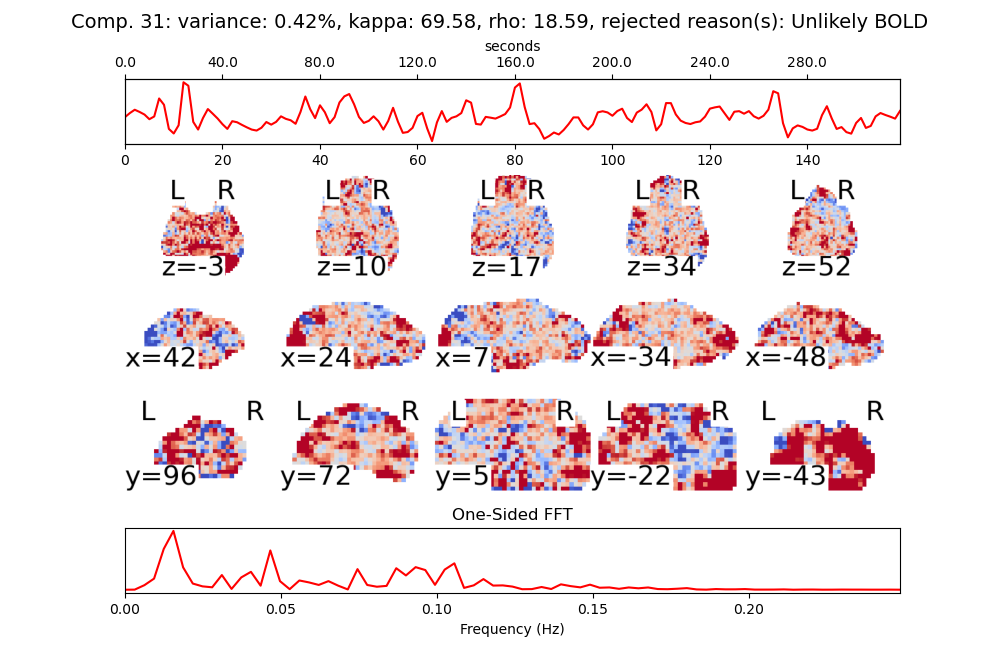 Comp. 31: variance: 0.42%, kappa: 69.58, rho: 18.59, rejected reason(s): Unlikely BOLD
seconds
0.0 40.0 80.0 120.0 160.0 200.0 240.0 280.0
0 20 40 60 80 100 120 140
L R L R L R L R L R
z=-3 z=10 z=17 z=34 z=52
x=42 x=24 x=7 x=-34 x=-48
L R L R L R L R L R
y=96 y=72 y=5 y=-22 y=-43
One-Sided FFT
0.00 0.05 0.10 0.15 0.20
Frequency (Hz)